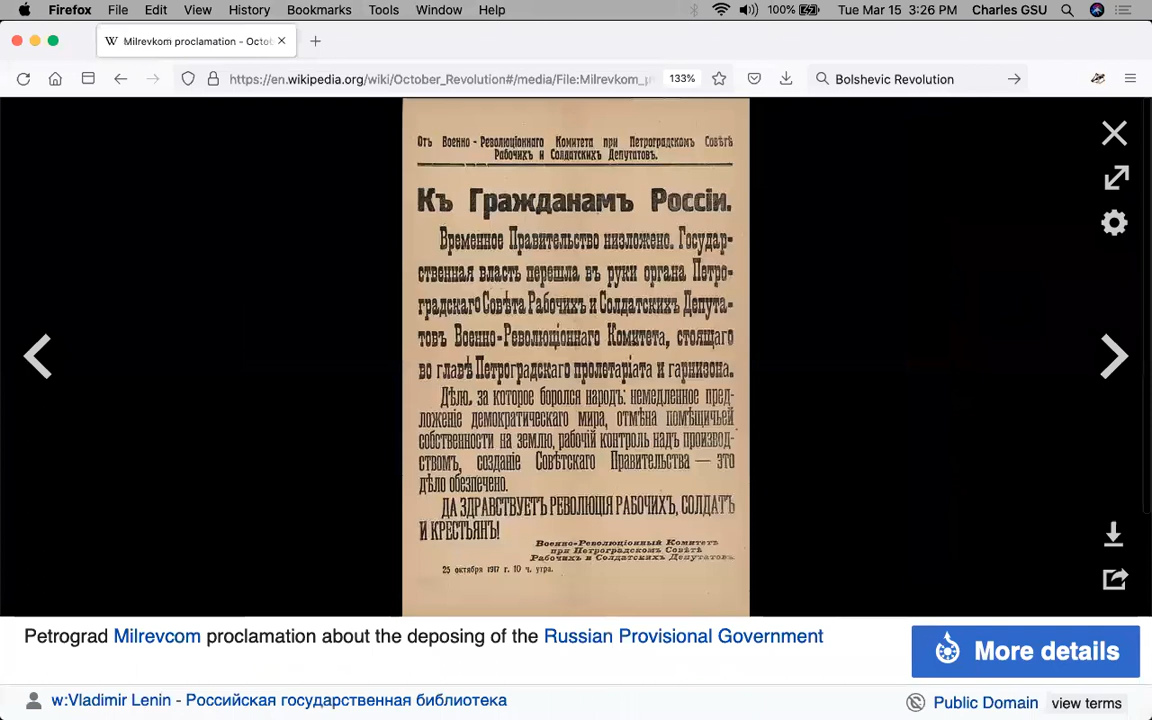 Firefox File Edit View History Bookmarks Tools Window Help 100% Tue Mar 15 3:26 PM Charles GSU
W Milrevkom proclamation - Octo
https://en.wikipedia.org/wiki/October_Revolution#/media/File:Milrevkom_ 133% Bolshevic Revolution
Отъ Военно-Революціоннаго Комитета при Петроградскомъ Совѣтѣ
Рабочихъ и Солдатскихъ Депутатовъ.
Къ Гражданамъ Россіи.
Временное Правительство низложено. Государ-
ственная власть перешла въ руки органа Петро-
градскаго Совѣта Рабочихъ и Солдатскихъ Депута-
товъ Военно-Революціоннаго Комитета, стоящаго
во главѣ Петроградскаго пролетаріата и гарнизона.
Дѣло, за которое боролся народъ: немедленное пред-
ложеніе демократическаго мира, отмѣна помѣщичьей
собственности на землю, рабочій контроль надъ производ-
ствомъ, созданіе Совѣтскаго Правительства — это
дѣло обезпечено.
ДА ЗДРАВСТВУЕТЪ РЕВОЛЮЦІЯ РАБОЧИХЪ, СОЛДАТЪ
И КРЕСТЬЯНЪ!
Военно-Революціонный Комитетъ
при Петроградскомъ Совѣтѣ
Рабочихъ и Солдатскихъ Депутатовъ.
25 октября 1917 г. 10 ч. утра.
Petrograd Milrevcom proclamation about the deposing of the Russian Provisional Government
More details
w:Vladimir Lenin - Российская государственная библиотека
Public Domain view terms